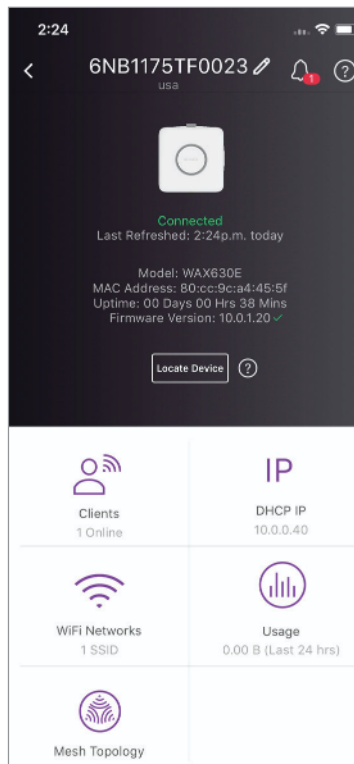 2:24
6NB1175TF0023
1
?
usa
Connected
Last Refreshed: 2:24p.m. today
Model: WAX630E
MAC Address: 80:cc:9c:a4:45:5f
Uptime: 00 Days 00 Hrs 38 Mins
Firmware Version: 10.0.1.20
Locate Device ?
Clients
1 Online
IP
DHCP IP
10.0.0.40
WiFi Networks
1 SSID
Usage
0.00 B (Last 24 hrs)
Mesh Topology